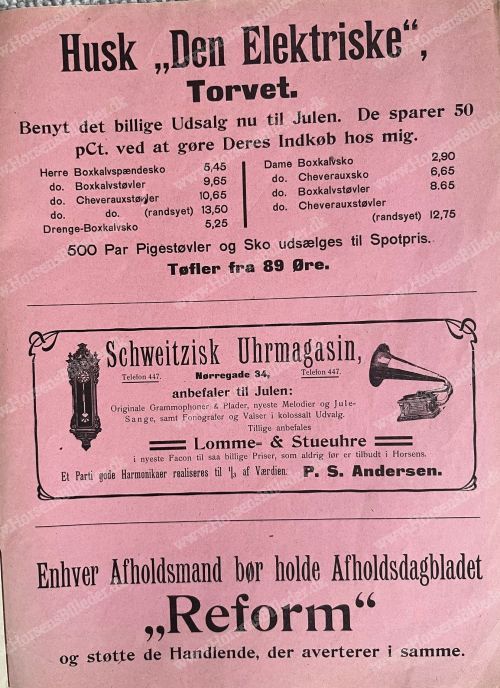 Husk „Den Elektriske“,
Torvet.
Benyt det billige Udsalg nu til Julen. De sparer 50
pCt. ved at gøre Deres Indkøb hos mig.
Herre Boxkalvspændesko 5,45
do. Boxkalvstøvler 9,65
do. Cheverauxstøvler 10,65
do. do. (randsyet) 13,50
Drenge-Boxkalvsko 5,25
Dame Boxkalvsko 2,90
do. Cheverauxsko 6,65
do. Boxkalvstøvler 8.65
do. Cheverauxstøvler
(randsyet) 12,75
500 Par Pigestøvler og Sko udsælges til Spotpris.
Tøfler fra 89 Øre.
Schweitzisk Uhrmagasin,
Telefon 447. Nørregade 34, Telefon 447.
anbefaler til Julen:
Originale Grammophoner & Plader, nyeste Melodier og Jule-
Sange, samt Fonografer og Valser i kolossalt Udvalg.
Tillige anbefales
Lomme- & Stueuhre
i nyeste Facon til saa billige Priser, som aldrig før er tilbudt i Horsens.
Et Parti gode Harmonikaer realiseres til 1/3 af Værdien. P. S. Andersen.
Enhver Afholdsmand bør holde Afholdsdagbladet
„Reform“
og støtte de Handlende, der averterer i samme.
www.HorsensBilleder.dk